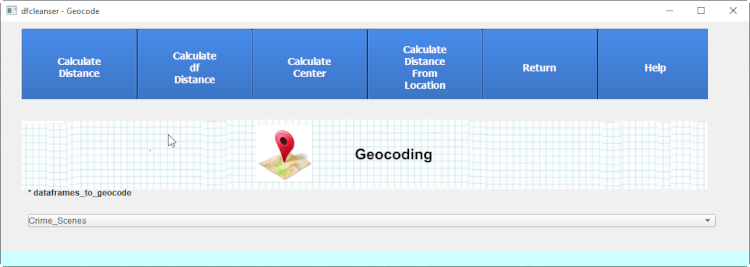 dfcleanser - Geocode
Calculate
Distance
Calculate
df
Distance
Calculate
Center
Calculate
Distance
From
Location
Return
Help
Geocoding
* dataframes_to_geocode
Crime_Scenes